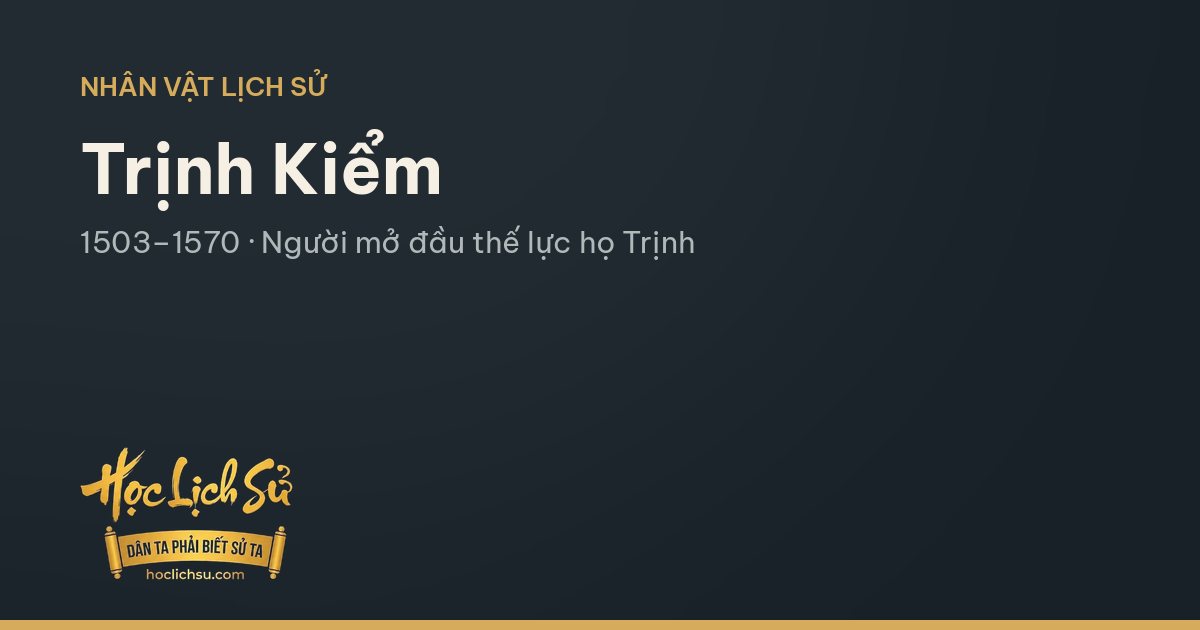 NHÂN VẬT LỊCH SỬ
Trịnh Kiểm
1503–1570 · Người mở đầu thế lực họ Trịnh
Học Lịch Sử
DÂN TA PHẢI BIẾT SỬ TA
hoclichsu.com